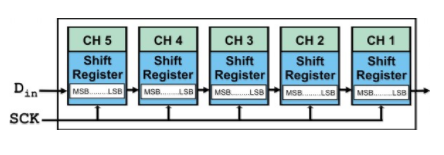 CH 5 CH 4 CH 3 CH 2 CH 1
Shift Shift Shift Shift Shift
Register Register Register Register Register
Din MSB.........LSB MSB.........LSB MSB.........LSB MSB.........LSB MSB.........LSB
SCK